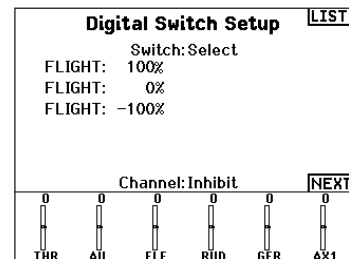 Digital Switch Setup LIST
Switch: Select
FLIGHT: 100%
FLIGHT: 0%
FLIGHT: -100%
Channel: Inhibit NEXT
0 0 0 0 0 0
THR AIL ELE RUD GER AX1